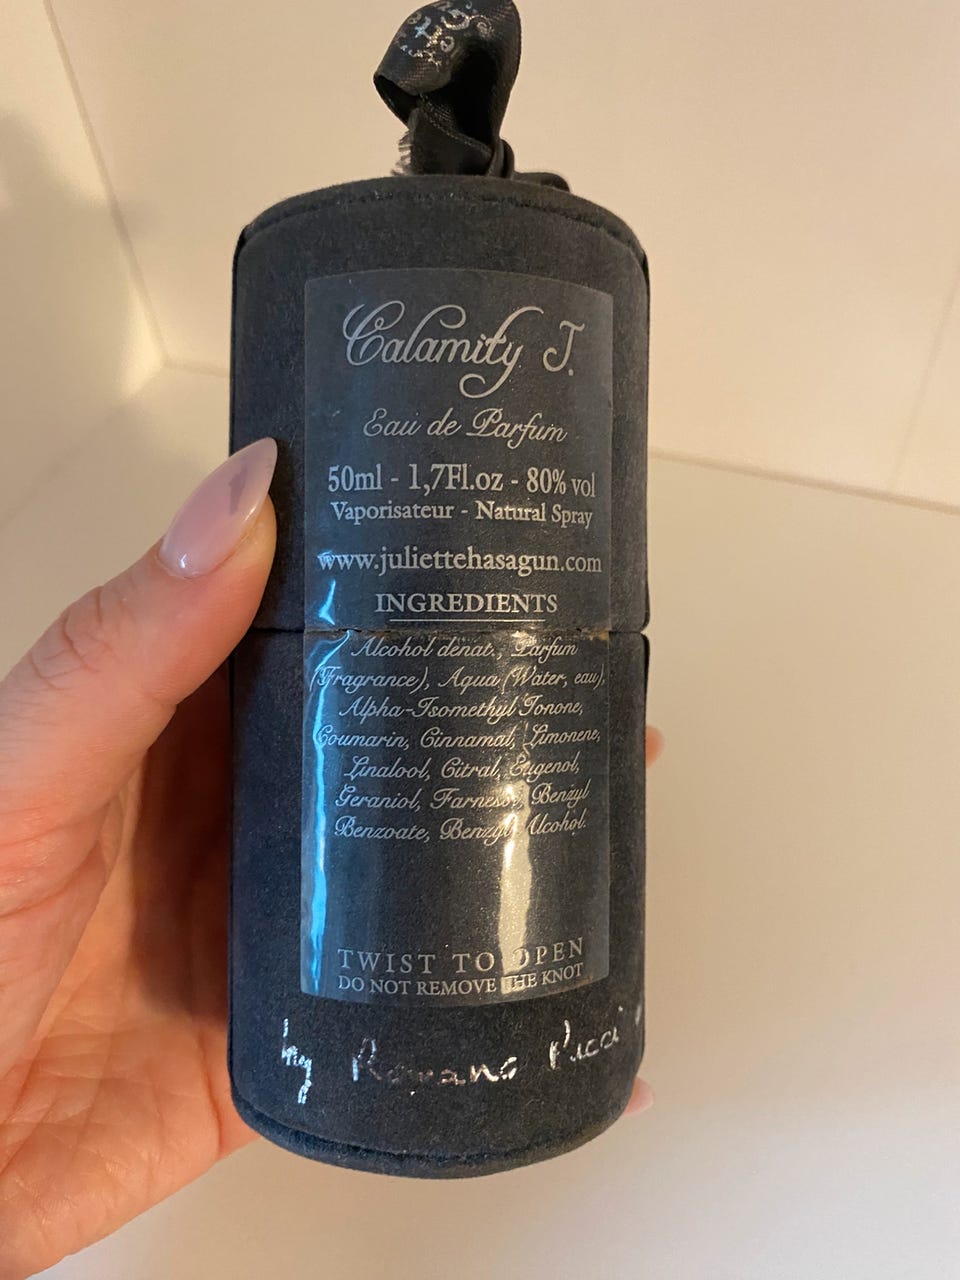 Calamity J.
Eau de Parfum
50ml - 1,7Fl.oz - 80% vol
Vaporisateur - Natural Spray
www.juliettehasagun.com
INGREDIENTS
Alcohol denat., Parfum
(Fragrance), Aqua (Water, eau),
Alpha-Isomethyl Ionone,
Coumarin, Cinnamal, Limonene,
Linalool, Citral, Eugenol,
Geraniol, Farnesol, Benzyl
Benzoate, Benzyl Alcohol.
TWIST TO OPEN
DO NOT REMOVE THE KNOT
by Romano Ricci